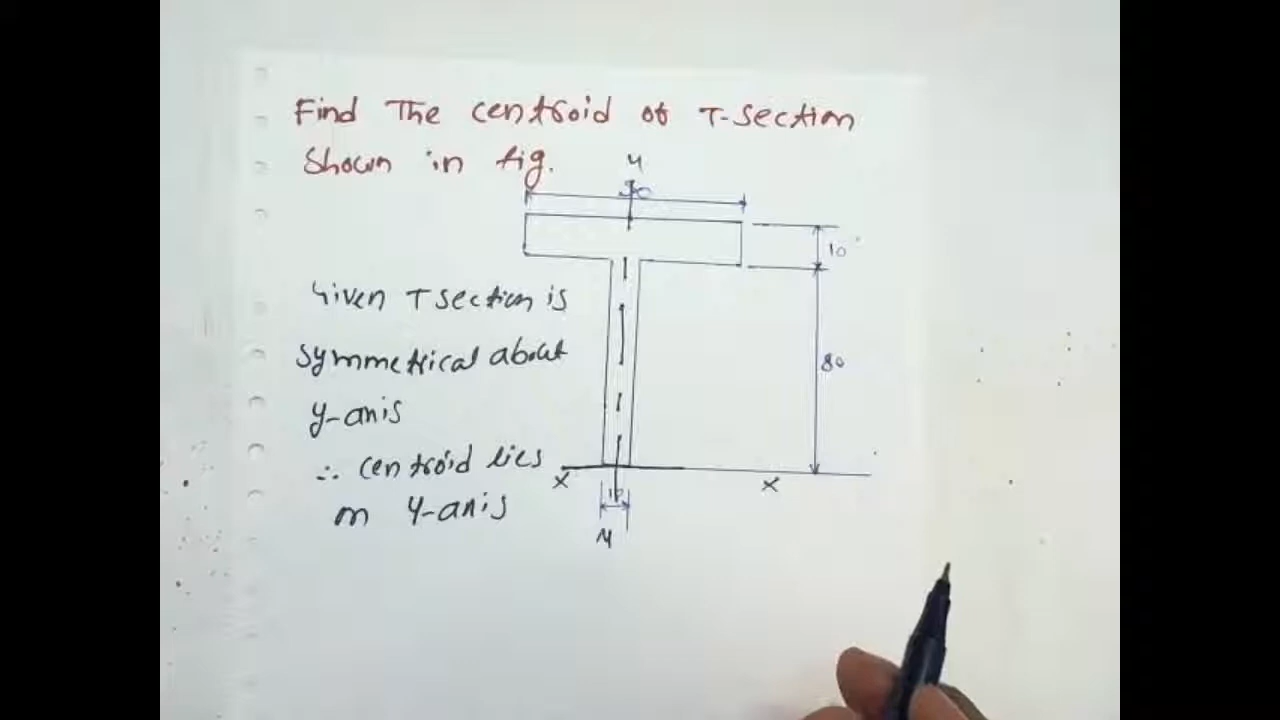 Find The centroid of T-section
Shown in fig.
y
10
Given T section is
symmetrical about
80
y-axis
∴ centroid lies
on y-axis
x x
10
y